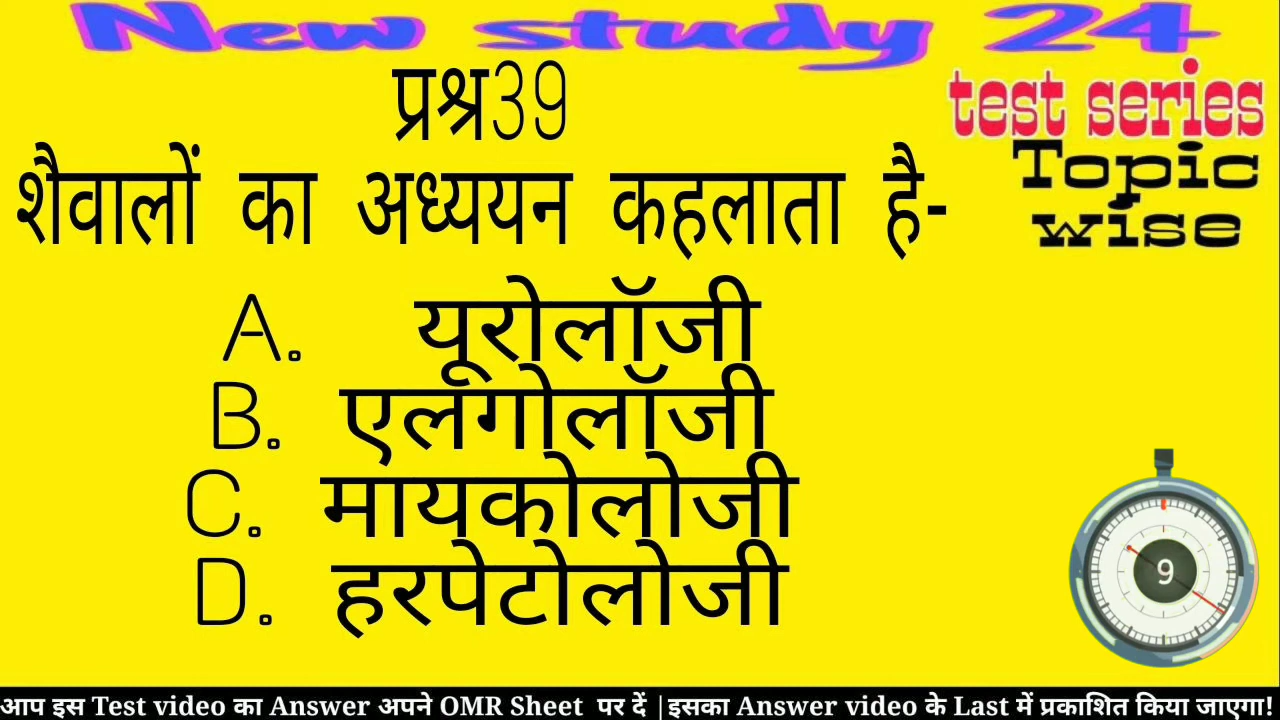 New study 24
test series
Topic
wise
प्रश्न39
शैवालों का अध्ययन कहलाता है-
A. यूरोलॉजी
B. एलगोलॉजी
C. मायकोलोजी
D. हरपेटोलोजी
9
आप इस Test video का Answer अपने OMR Sheet पर दें |इसका Answer video के Last में प्रकाशित किया जाएगा!